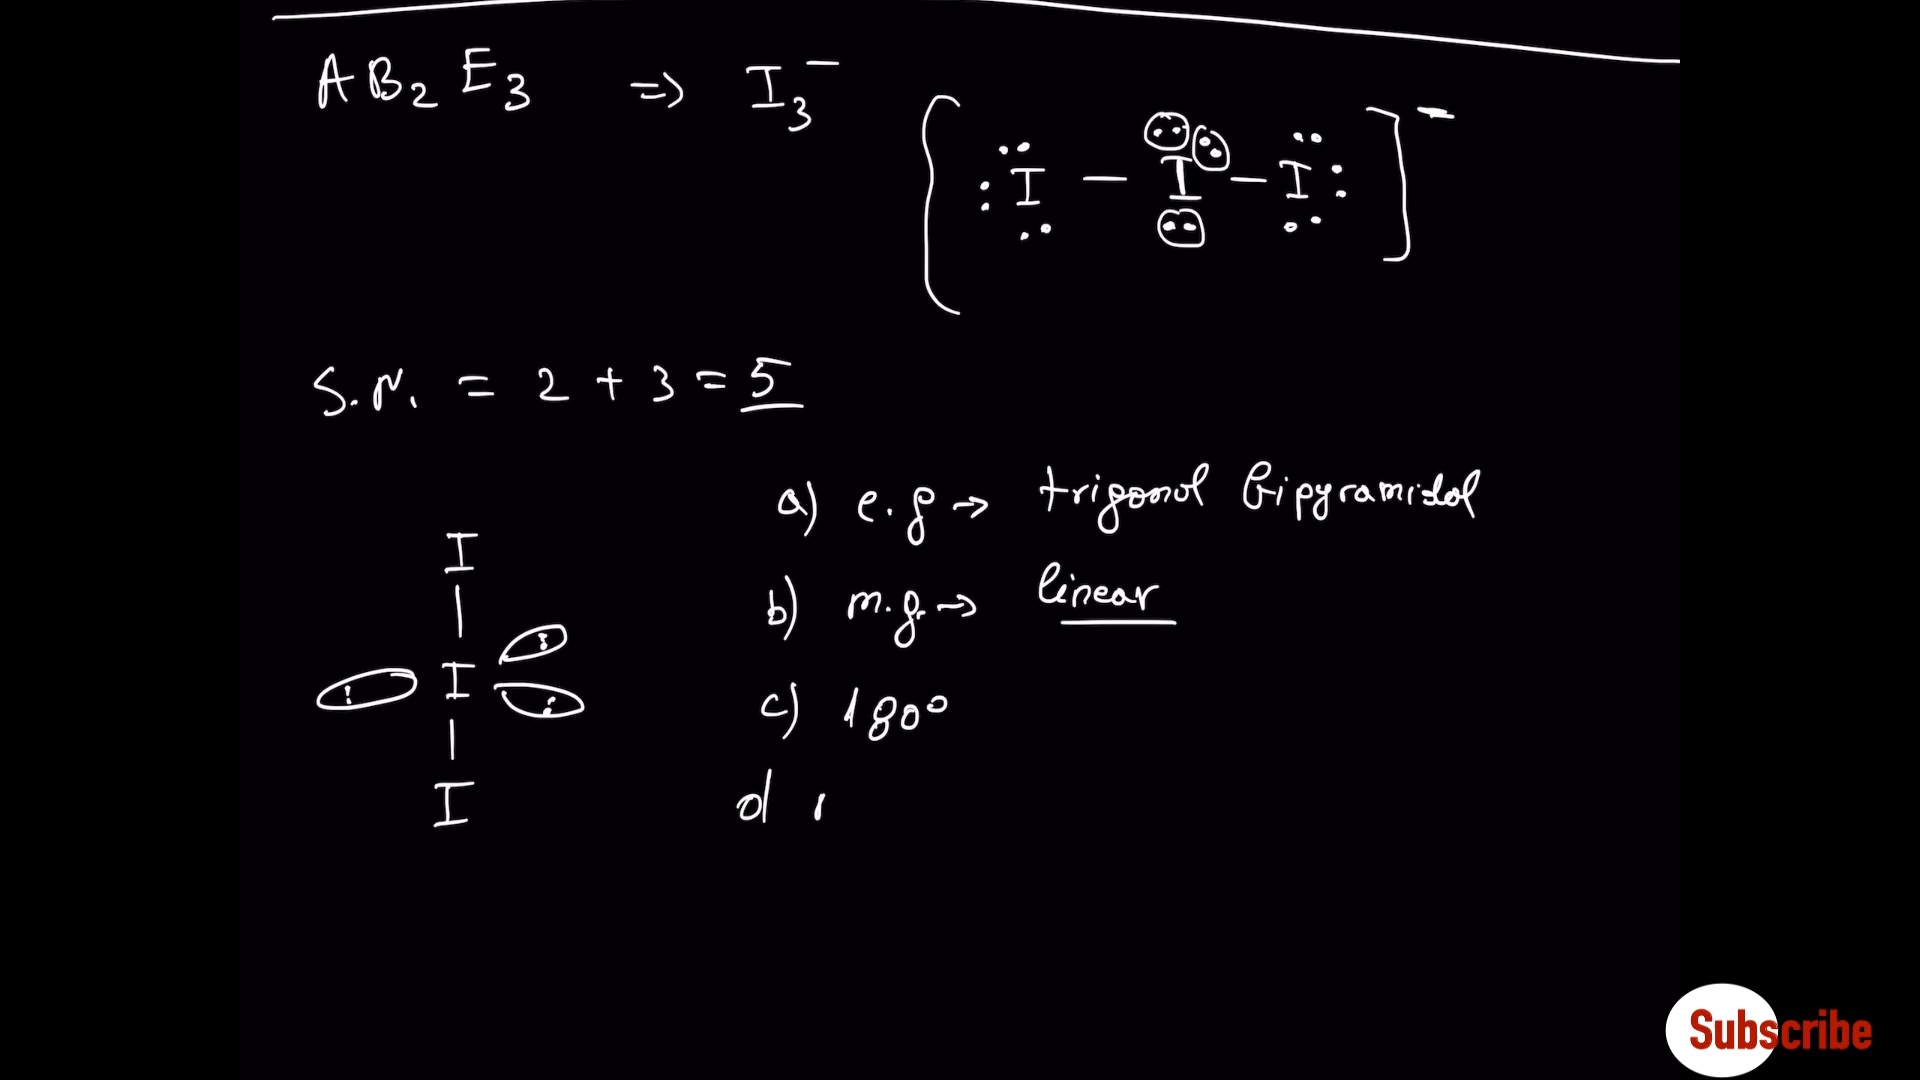 AB₂E₃ => I₃⁻
[:I — I — I:]⁻
S.N. = 2 + 3 = 5
a) e.g → trigonal bipyramidal
b) m.g. → linear
c) 180°
d
I
|
I
|
I
Subscribe